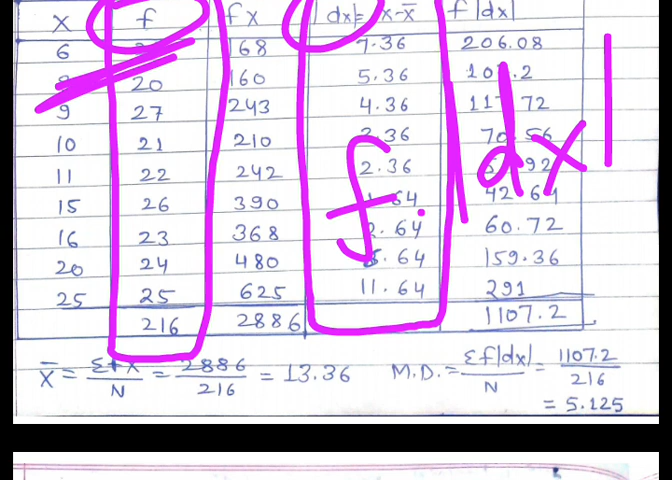 x f fx |dx|= x-x̄ f|dx|
6 168 7.36 206.08
8 20 160 5.36
9 27 243 4.36
10 21 210
11 22 242 2.36
15 26 390
16 23 368 60.72
20 24 480 159.36
25 25 625 11.64 291
216 2886 1107.2
f. |dx|
x̄ = Σfx/N = 2886/216 = 13.36 M.D. = Σf|dx|/N = 1107.2/216
= 5.125